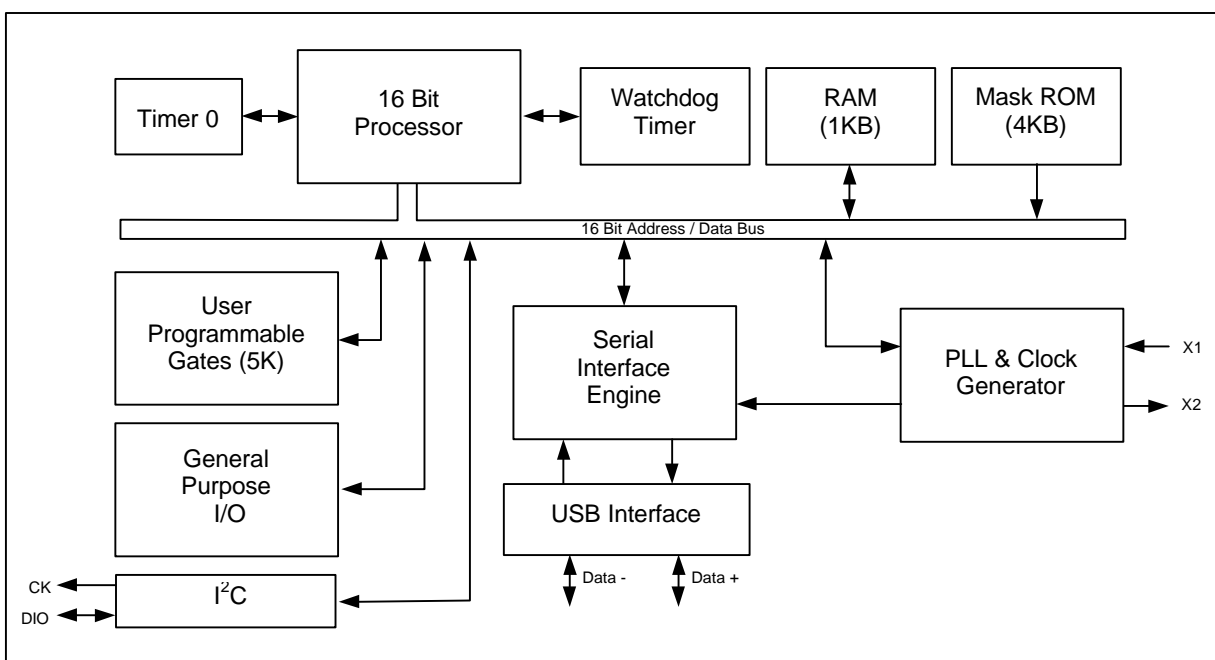 Timer 0
16 Bit
Processor
Watchdog
Timer
RAM
(1KB)
Mask ROM
(4KB)
16 Bit Address / Data Bus
User
Programmable
Gates (5K)
Serial
Interface
Engine
PLL & Clock
Generator
X1
X2
General
Purpose
I/O
USB Interface
Data -
Data +
I²C
CK
DIO